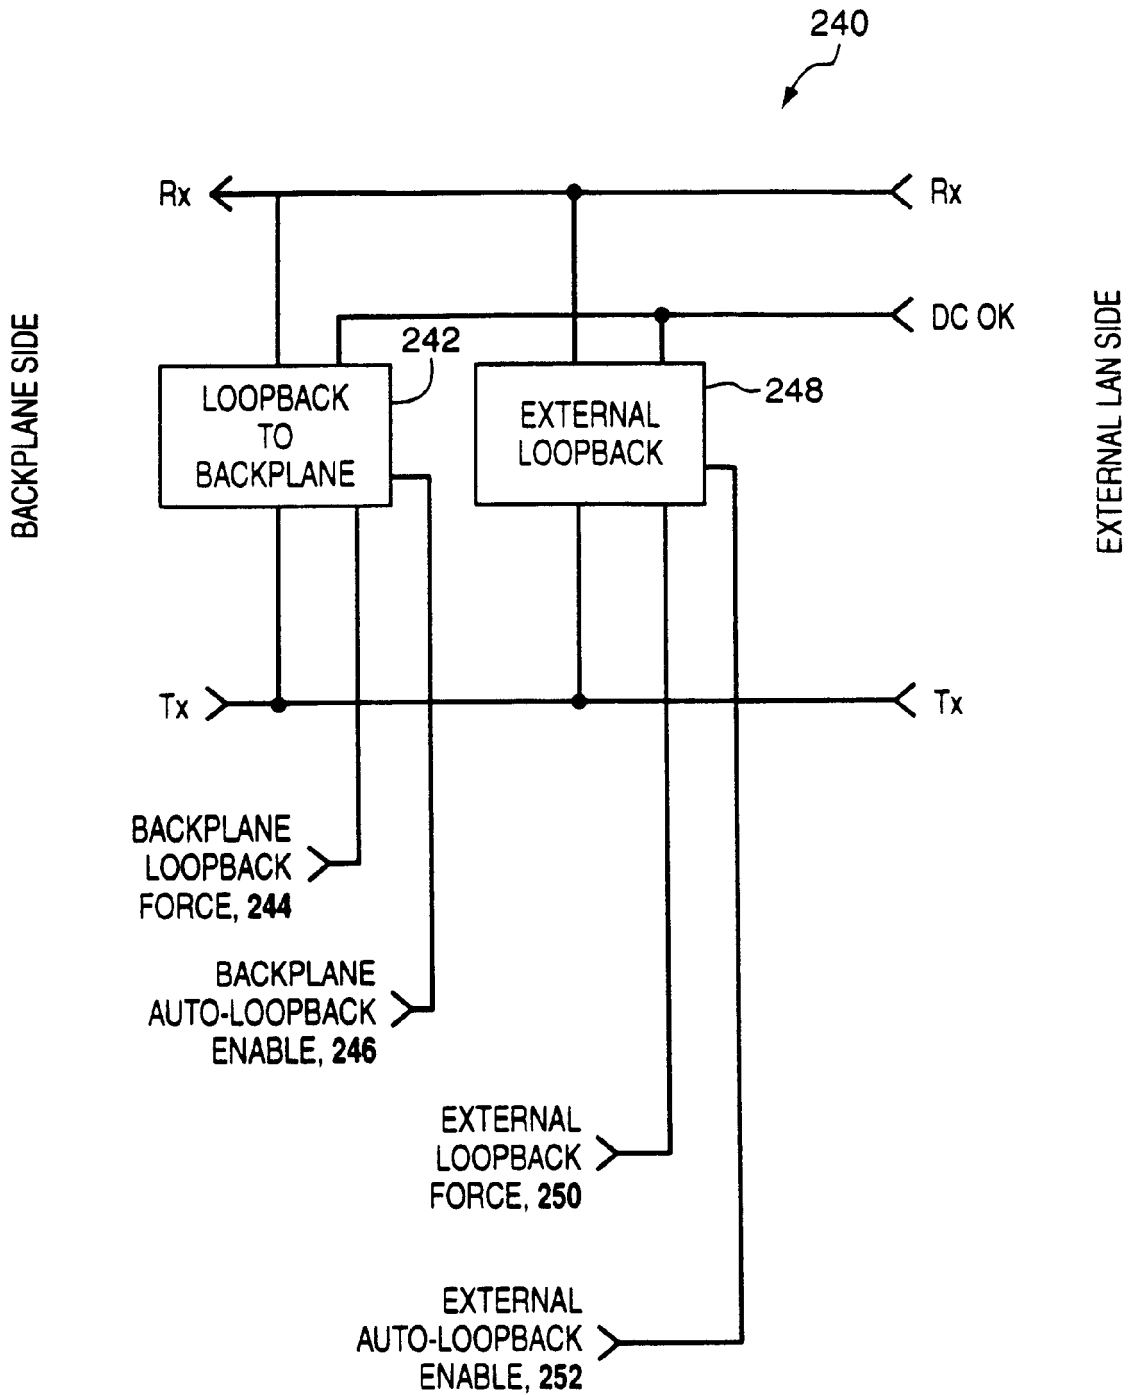 240
Rx
Rx
DC OK
BACKPLANE SIDE
EXTERNAL LAN SIDE
242
248
LOOPBACK
TO
BACKPLANE
EXTERNAL
LOOPBACK
Tx
Tx
BACKPLANE
LOOPBACK
FORCE, 244
BACKPLANE
AUTO-LOOPBACK
ENABLE, 246
EXTERNAL
LOOPBACK
FORCE, 250
EXTERNAL
AUTO-LOOPBACK
ENABLE, 252